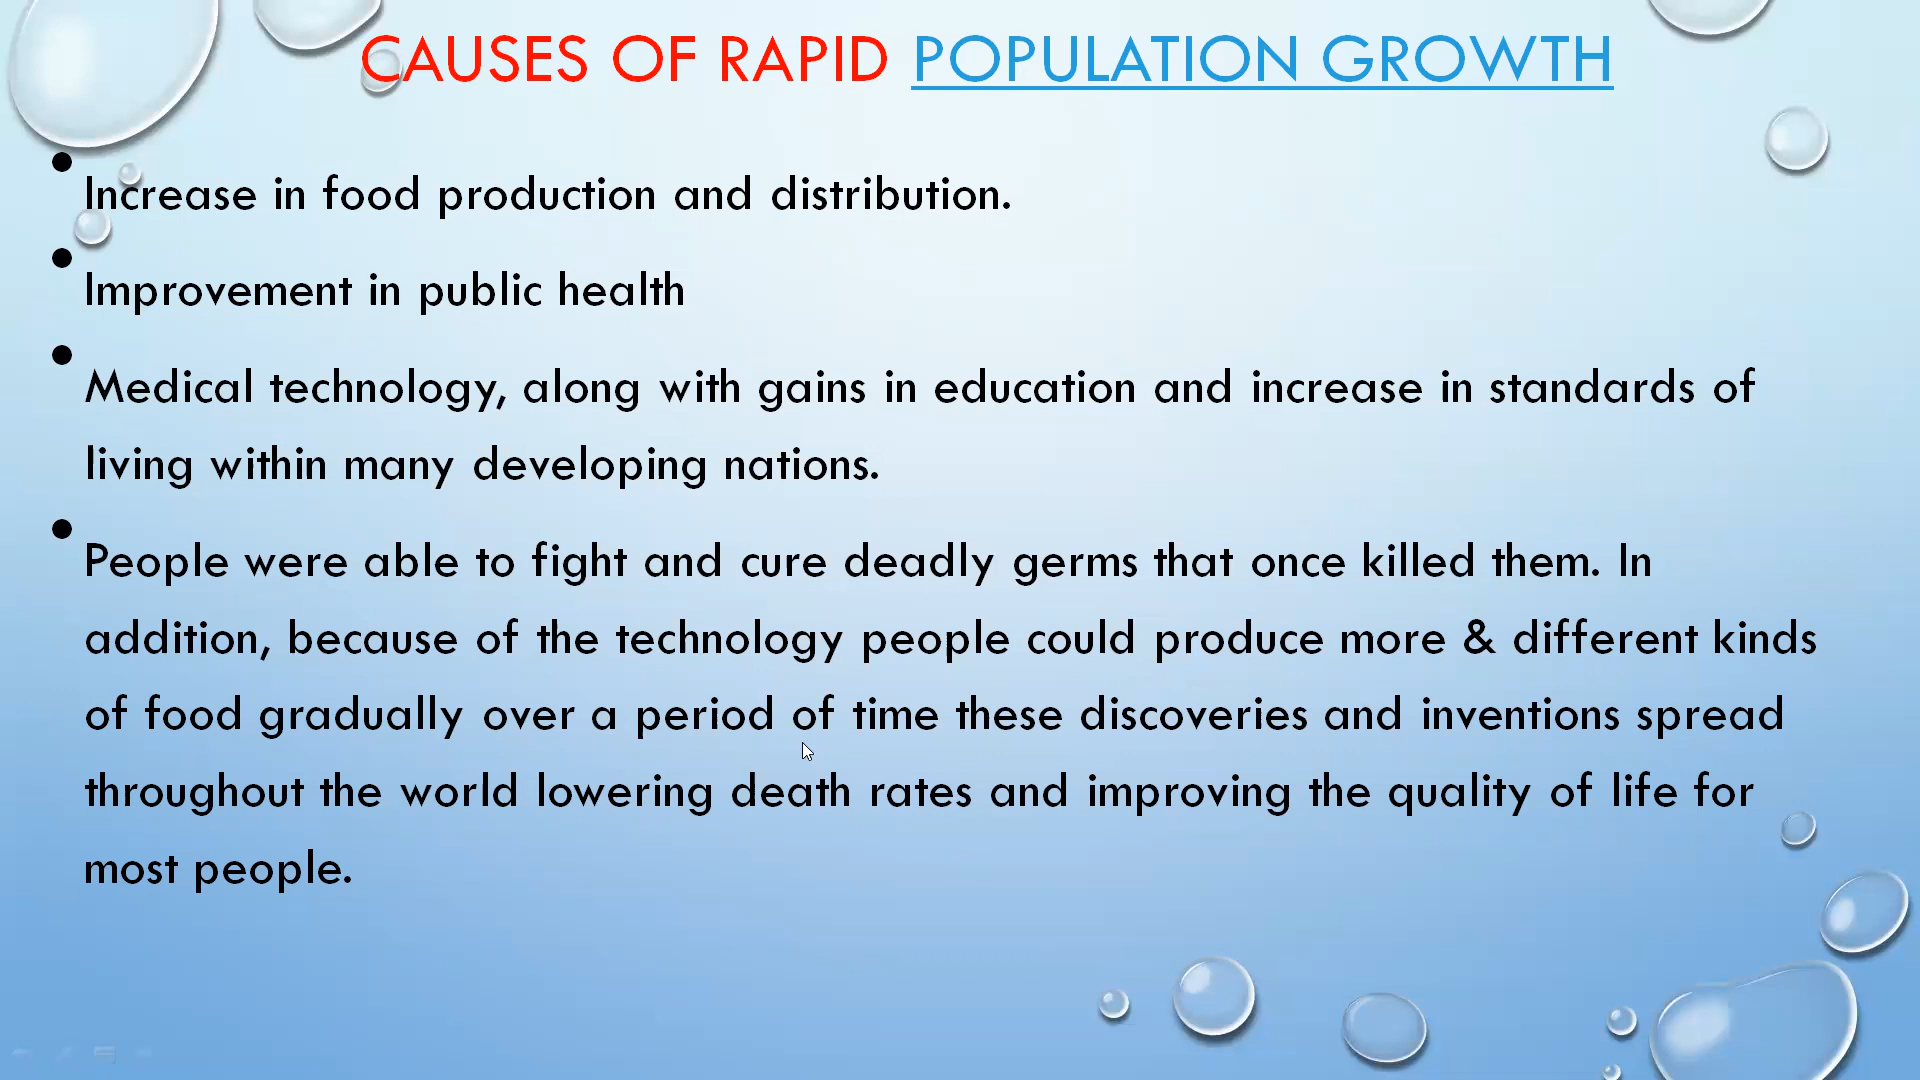 CAUSES OF RAPID POPULATION GROWTH
• Increase in food production and distribution.
• Improvement in public health
• Medical technology, along with gains in education and increase in standards of
living within many developing nations.
• People were able to fight and cure deadly germs that once killed them. In
addition, because of the technology people could produce more & different kinds
of food gradually over a period of time these discoveries and inventions spread
throughout the world lowering death rates and improving the quality of life for
most people.